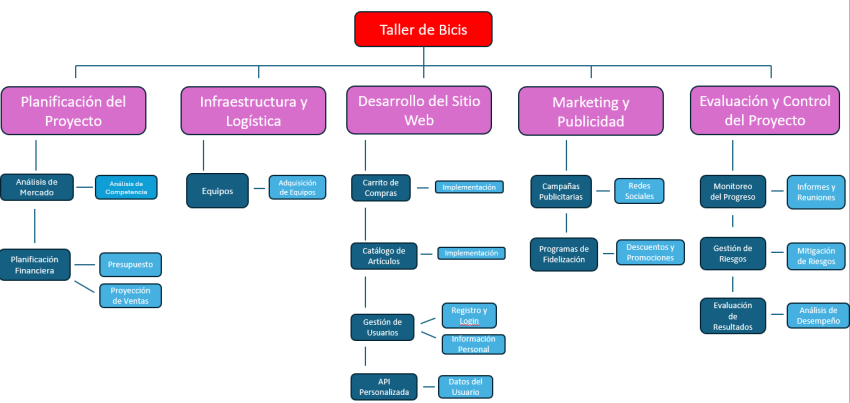 Taller de Bicis
Planificación del
Proyecto
Infraestructura y
Logística
Desarrollo del Sitio
Web
Marketing y
Publicidad
Evaluación y Control
del Proyecto
Análisis de
Mercado
Análisis de
Competencia
Planificación
Financiera
Presupuesto
Proyección
de Ventas
Equipos
Adquisición
de Equipos
Carrito de
Compras
Implementación
Catálogo de
Artículos
Implementación
Gestión de
Usuarios
Registro y
Login
Información
Personal
API
Personalizada
Datos del
Usuario
Campañas
Publicitarias
Redes
Sociales
Programas de
Fidelización
Descuentos y
Promociones
Monitoreo
del Progreso
Informes y
Reuniones
Gestión de
Riesgos
Mitigación
de Riesgos
Evaluación
de
Resultados
Análisis de
Desempeño